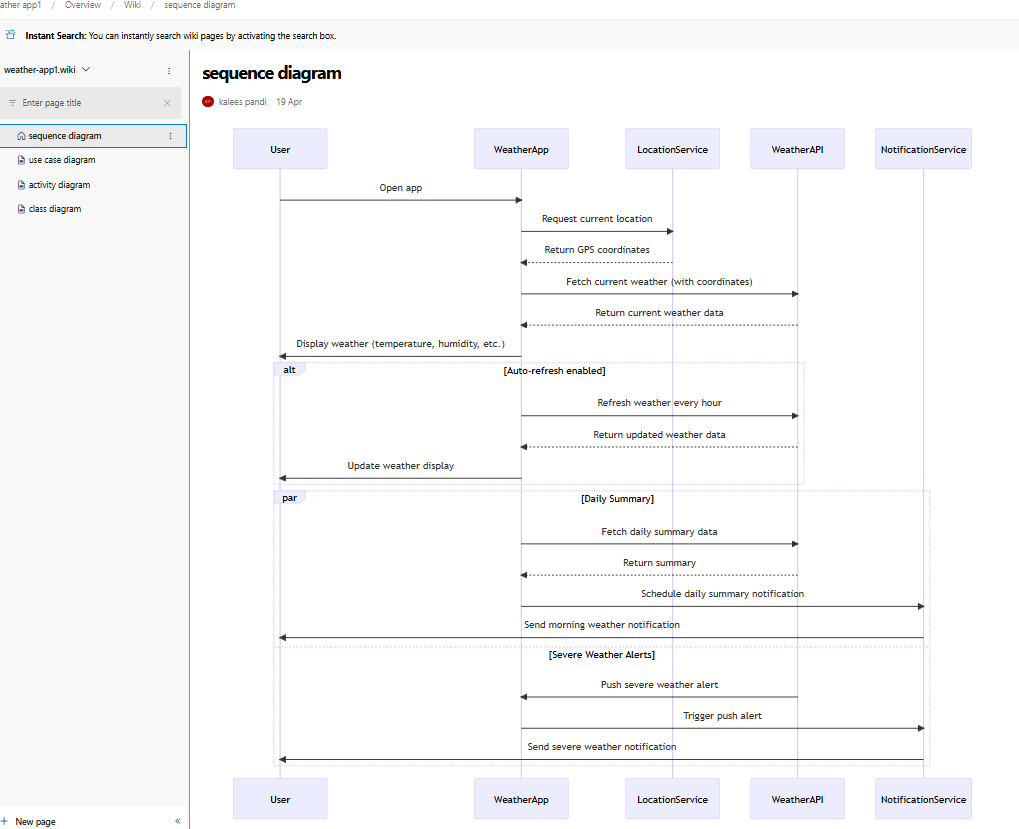 ather app1 / Overview / Wiki / sequence diagram
Instant Search: You can instantly search wiki pages by activating the search box.
weather-app1.wiki
Enter page title
sequence diagram
use case diagram
activity diagram
class diagram
New page
sequence diagram
kalees pandi 19 Apr
User WeatherApp LocationService WeatherAPI NotificationService
Open app
Request current location
Return GPS coordinates
Fetch current weather (with coordinates)
Return current weather data
Display weather (temperature, humidity, etc.)
alt [Auto-refresh enabled]
Refresh weather every hour
Return updated weather data
Update weather display
par [Daily Summary]
Fetch daily summary data
Return summary
Schedule daily summary notification
Send morning weather notification
[Severe Weather Alerts]
Push severe weather alert
Trigger push alert
Send severe weather notification
User WeatherApp LocationService WeatherAPI NotificationService